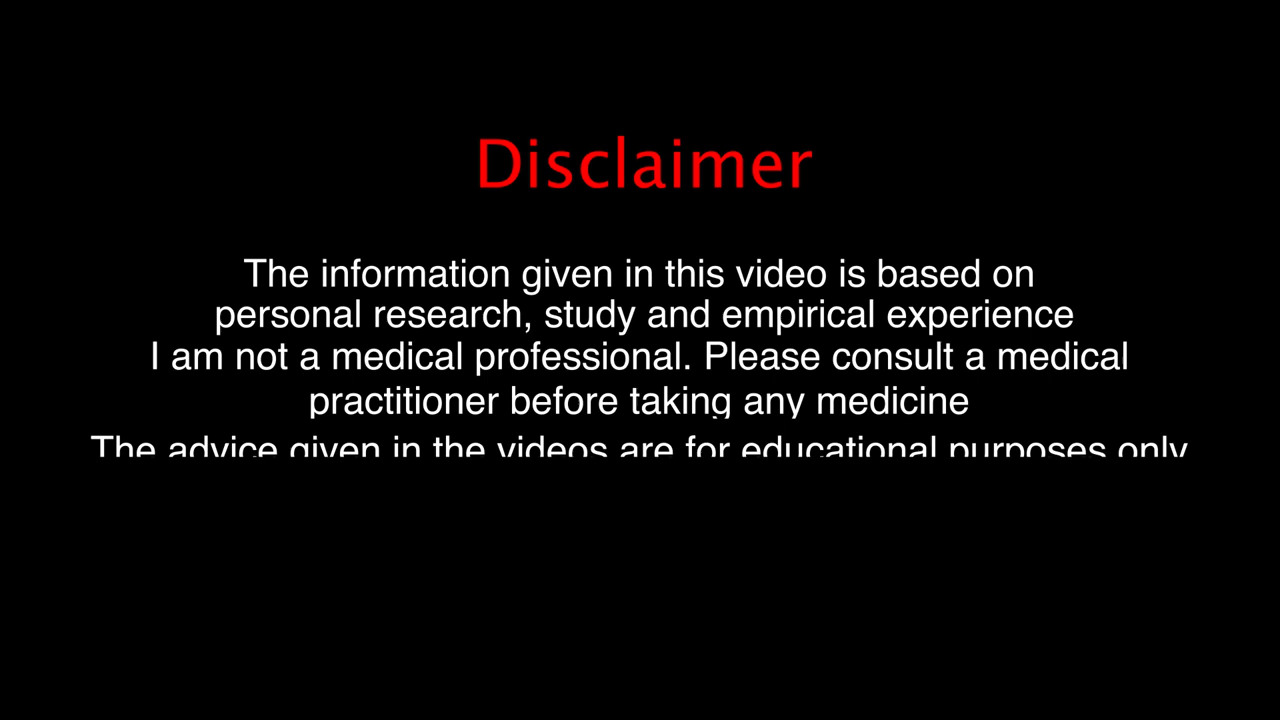 Disclaimer
The information given in this video is based on
personal research, study and empirical experience
I am not a medical professional. Please consult a medical
practitioner before taking any medicine
The advice given in the videos are for educational purposes only